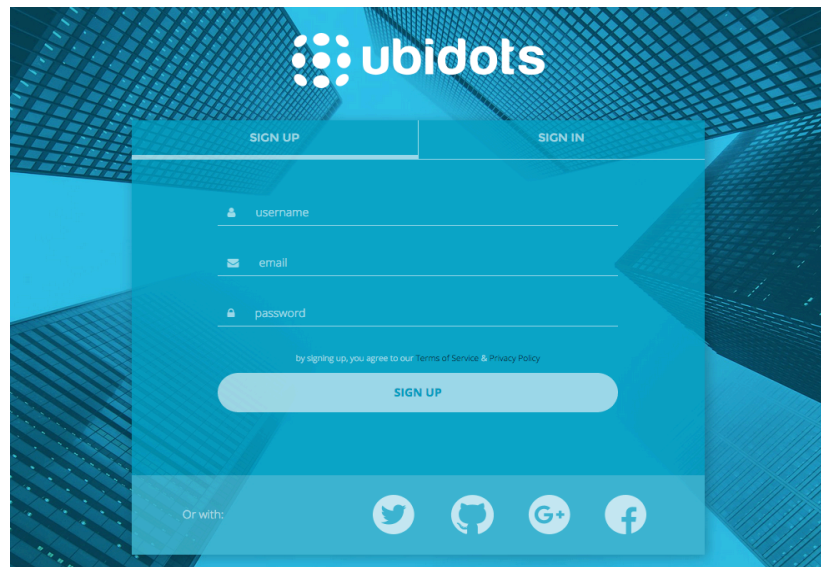 ubidots
SIGN UP
SIGN IN
username
email
password
by signing up, you agree to our Terms of Service & Privacy Policy
SIGN UP
Or with:
G+